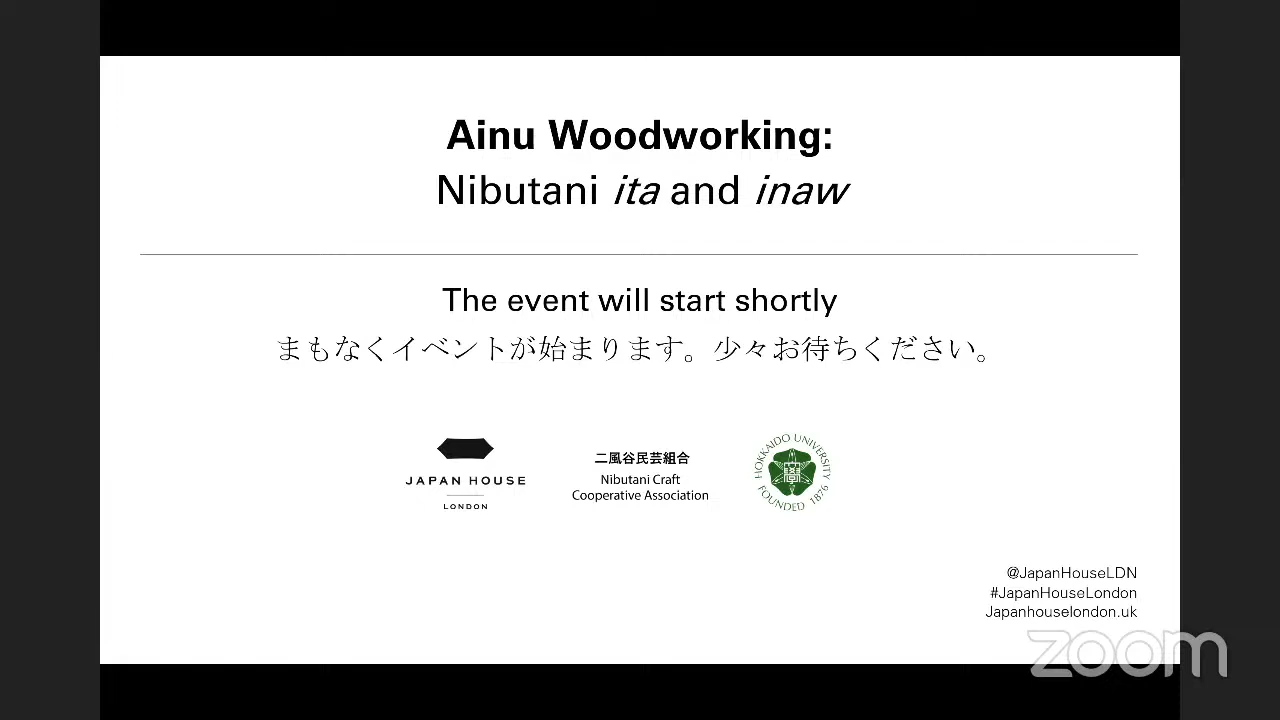 Ainu Woodworking:
Nibutani ita and inaw
The event will start shortly
まもなくイベントが始まります。少々お待ちください。
JAPAN HOUSE
LONDON
二風谷民芸組合
Nibutani Craft
Cooperative Association
HOKKAIDO UNIVERSITY
FOUNDED 1876
@JapanHouseLDN
#JapanHouseLondon
Japanhouselondon.uk
zoom